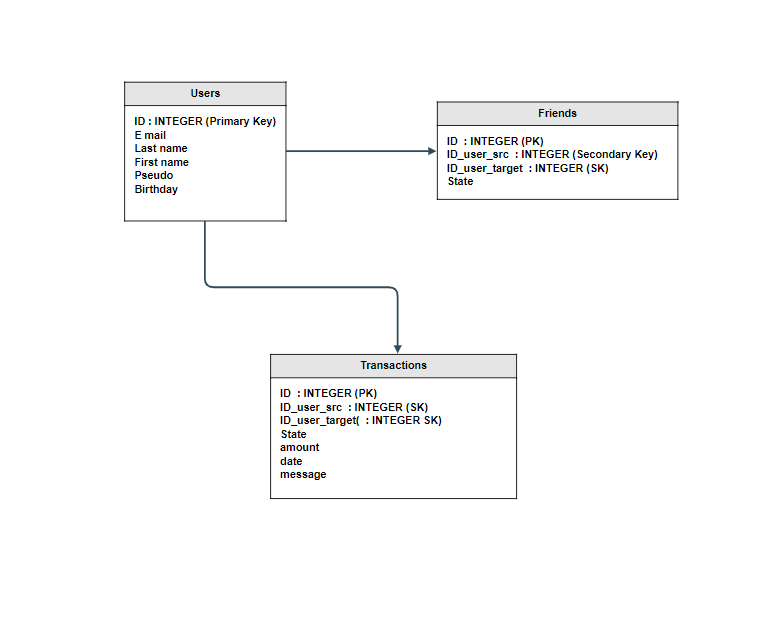 Users
ID : INTEGER (Primary Key)
E mail
Last name
First name
Pseudo
Birthday
Friends
ID : INTEGER (PK)
ID_user_src : INTEGER (Secondary Key)
ID_user_target : INTEGER (SK)
State
Transactions
ID : INTEGER (PK)
ID_user_src : INTEGER (SK)
ID_user_target( : INTEGER SK)
State
amount
date
message